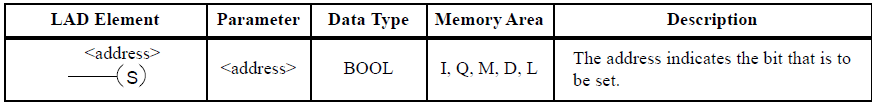 LAD Element Parameter Data Type Memory Area Description
<address>
(S)
<address> BOOL I, Q, M, D, L The address indicates the bit that is to
be set.